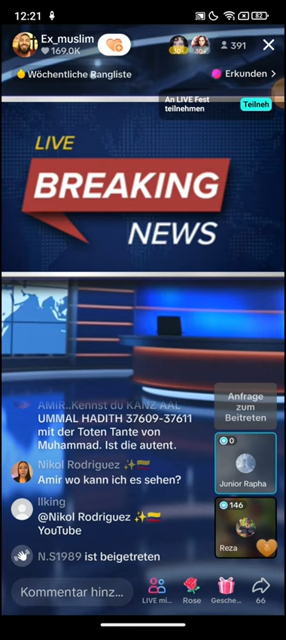 12:21
82
Ex_muslim
169.0K
391
Wöchentliche Rangliste
Erkunden >
An LIVE Fest
teilnehmen
Teilneh
LIVE
BREAKING
NEWS
AMIR..Kennst du KANZ AAL
UMMAL HADITH 37609-37611
mit der Toten Tante von
Muhammad. Ist die autent.
Nikol Rodriguez
Amir wo kann ich es sehen?
Ilking
@Nikol Rodriguez
YouTube
N.S1989 ist beigetreten
Anfrage
zum
Beitreten
0
Junior Rapha
146
Reza
Kommentar hinz...
LIVE mi...
Rose
Gesche...
66